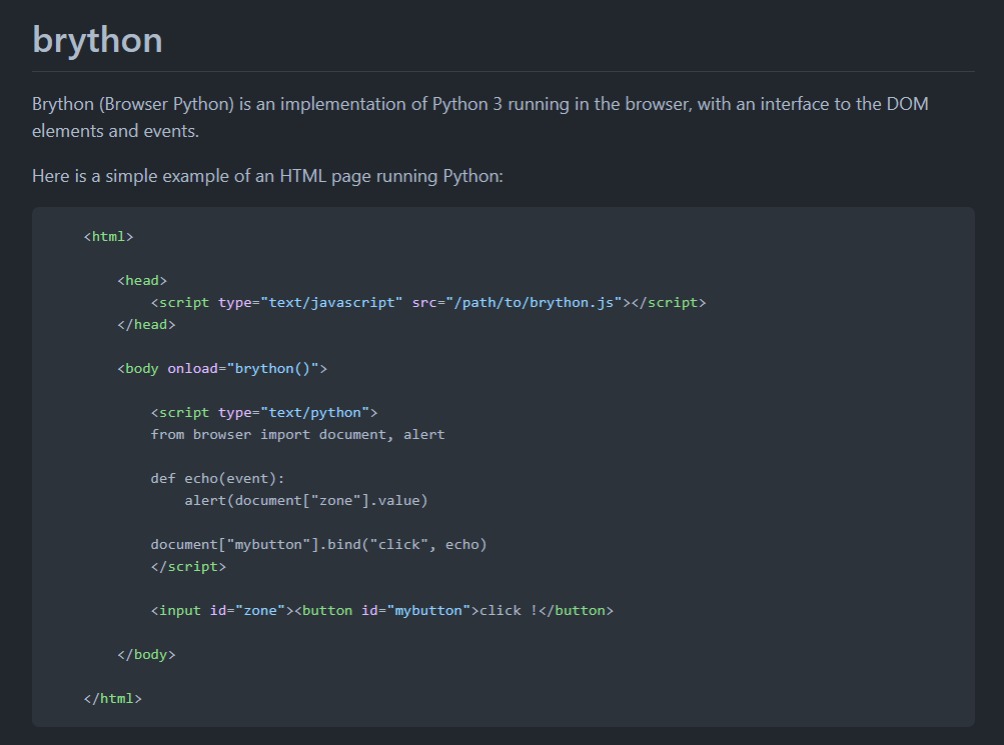 brython
Brython (Browser Python) is an implementation of Python 3 running in the browser, with an interface to the DOM
elements and events.
Here is a simple example of an HTML page running Python:
<html>
<head>
<script type="text/javascript" src="/path/to/brython.js"></script>
</head>
<body onload="brython()">
<script type="text/python">
from browser import document, alert
def echo(event):
alert(document["zone"].value)
document["mybutton"].bind("click", echo)
</script>
<input id="zone"><button id="mybutton">click !</button>
</body>
</html>